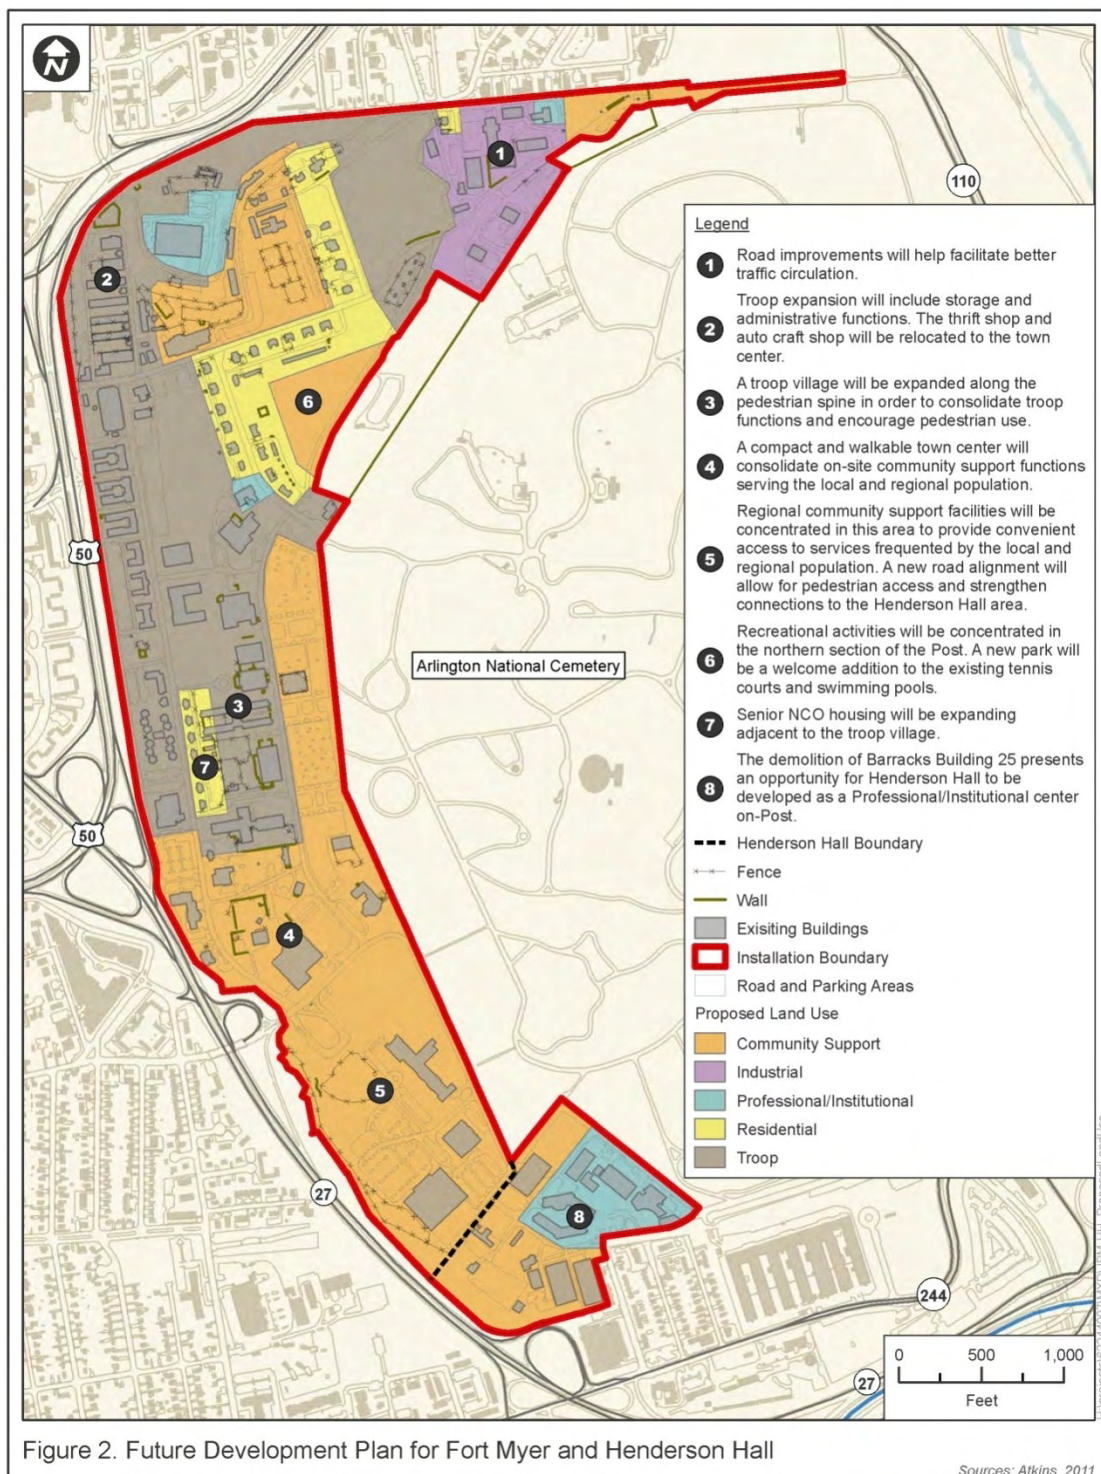 N
1
110
2
6
50
Arlington National Cemetery
3
7
50
4
5
27
8
244
27
Legend
1 Road improvements will help facilitate better
traffic circulation.
2 Troop expansion will include storage and
administrative functions. The thrift shop and
auto craft shop will be relocated to the town
center.
3 A troop village will be expanded along the
pedestrian spine in order to consolidate troop
functions and encourage pedestrian use.
4 A compact and walkable town center will
consolidate on-site community support functions
serving the local and regional population.
5 Regional community support facilities will be
concentrated in this area to provide convenient
access to services frequented by the local and
regional population. A new road alignment will
allow for pedestrian access and strengthen
connections to the Henderson Hall area.
6 Recreational activities will be concentrated in
the northern section of the Post. A new park will
be a welcome addition to the existing tennis
courts and swimming pools.
7 Senior NCO housing will be expanding
adjacent to the troop village.
8 The demolition of Barracks Building 25 presents
an opportunity for Henderson Hall to be
developed as a Professional/Institutional center
on-Post.
Henderson Hall Boundary
Fence
Wall
Exisiting Buildings
Installation Boundary
Road and Parking Areas
Proposed Land Use
Community Support
Industrial
Professional/Institutional
Residential
Troop
0 500 1,000
Feet
Figure 2. Future Development Plan for Fort Myer and Henderson Hall
Sources: Atkins, 2011